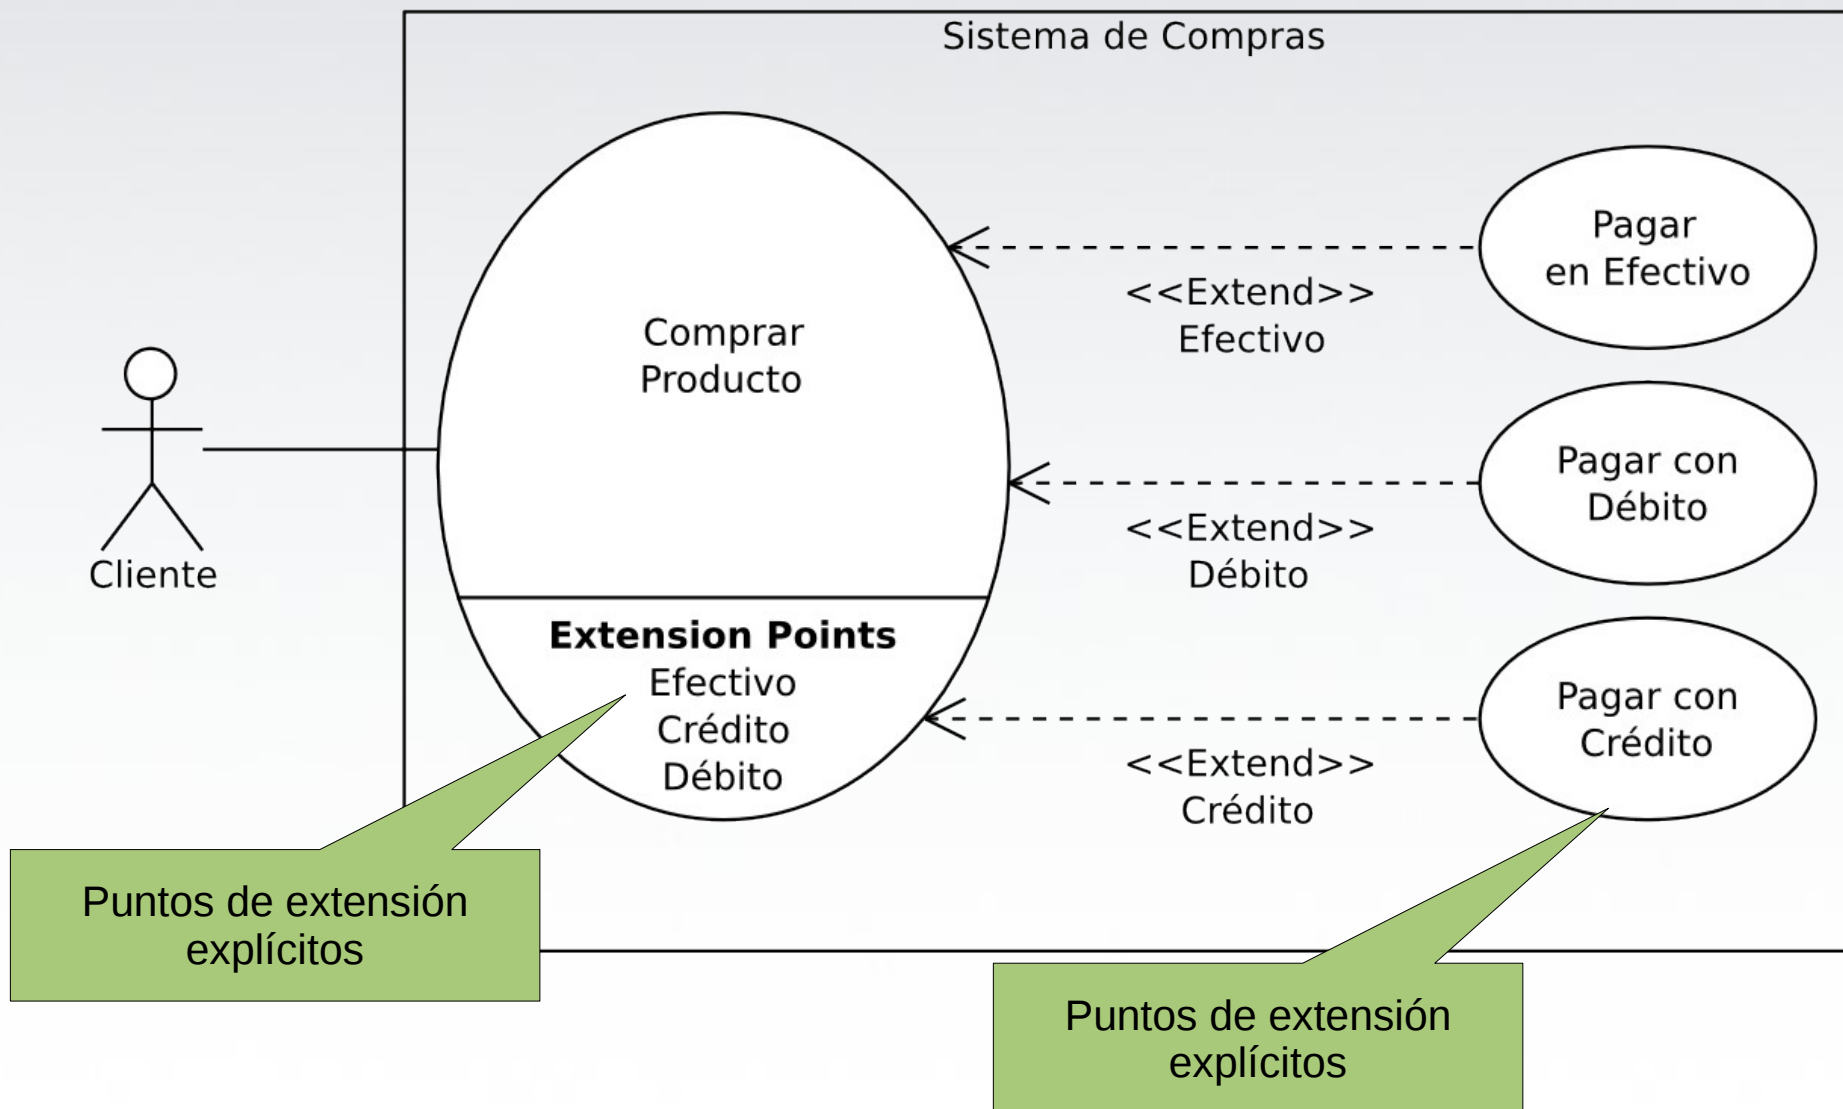 Sistema de Compras
Comprar
Producto
Extension Points
Efectivo
Crédito
Débito
Cliente
<<Extend>>
Efectivo
<<Extend>>
Débito
<<Extend>>
Crédito
Pagar
en Efectivo
Pagar con
Débito
Pagar con
Crédito
Puntos de extensión
explícitos
Puntos de extensión
explícitos